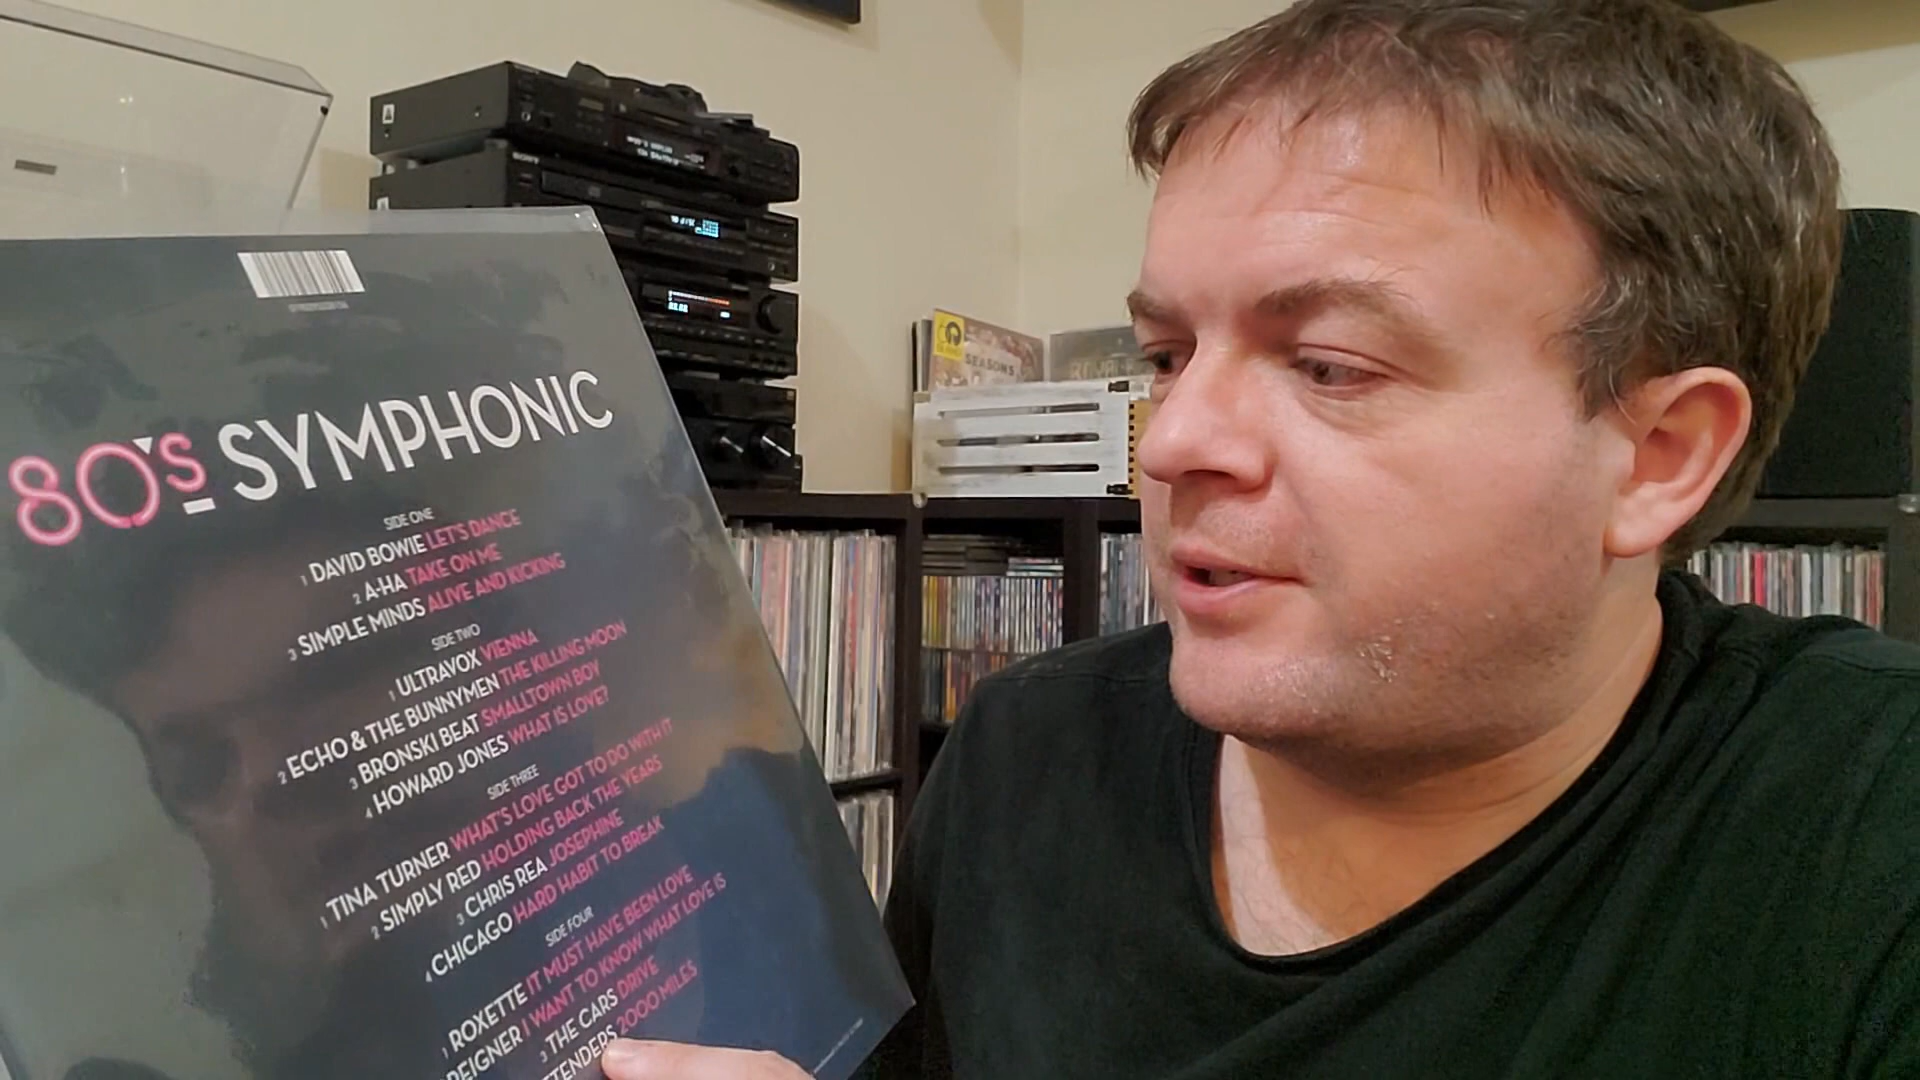 80's SYMPHONIC
SIDE ONE
1 DAVID BOWIE LET'S DANCE
2 A-HA TAKE ON ME
3 SIMPLE MINDS ALIVE AND KICKING
SIDE TWO
1 ULTRAVOX VIENNA
2 ECHO & THE BUNNYMEN THE KILLING MOON
3 BRONSKI BEAT SMALLTOWN BOY
4 HOWARD JONES WHAT IS LOVE?
SIDE THREE
1 TINA TURNER WHAT'S LOVE GOT TO DO WITH IT
2 SIMPLY RED HOLDING BACK THE YEARS
3 CHRIS REA JOSEPHINE
4 CHICAGO HARD HABIT TO BREAK
SIDE FOUR
1 ROXETTE IT MUST HAVE BEEN LOVE
REIGNER I WANT TO KNOW WHAT LOVE IS
3 THE CARS DRIVE
TENDERS 2000 MILES
SONY
SEASONS